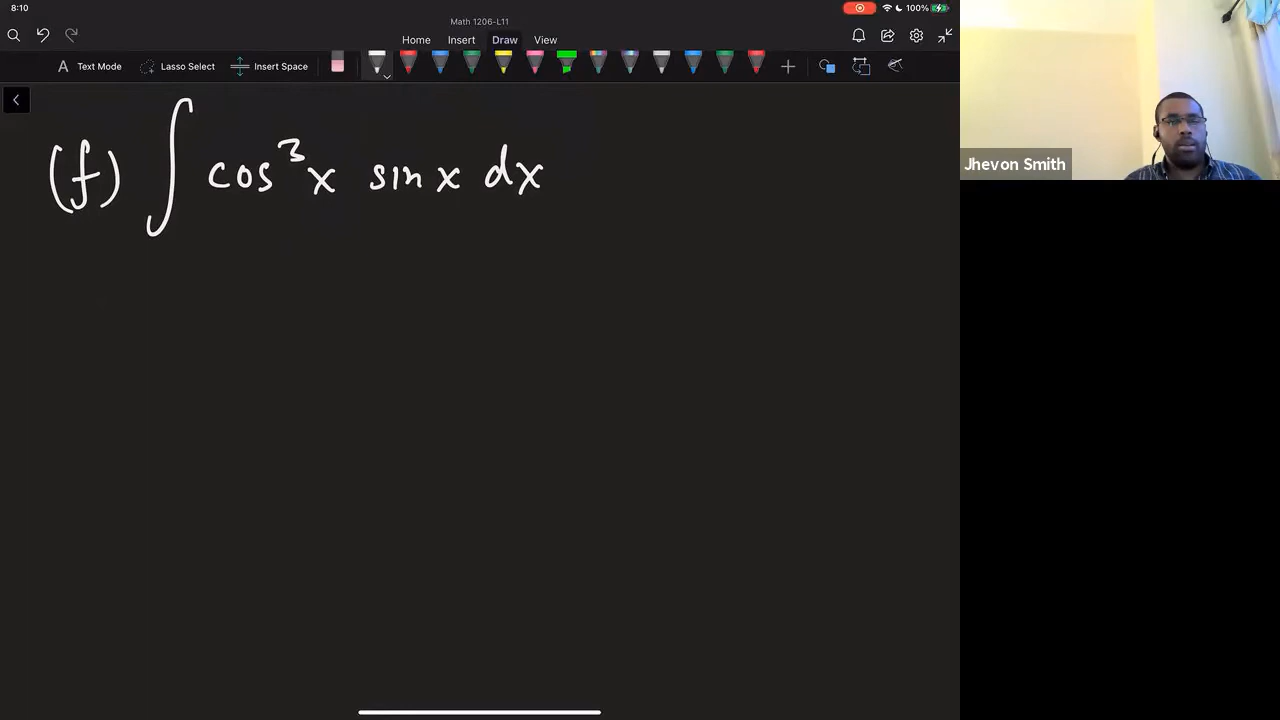 8:10
100%
Math 1206-L11
Home Insert Draw View
A Text Mode Lasso Select Insert Space
(f) ∫ cos³x sin x dx
Jhevon Smith